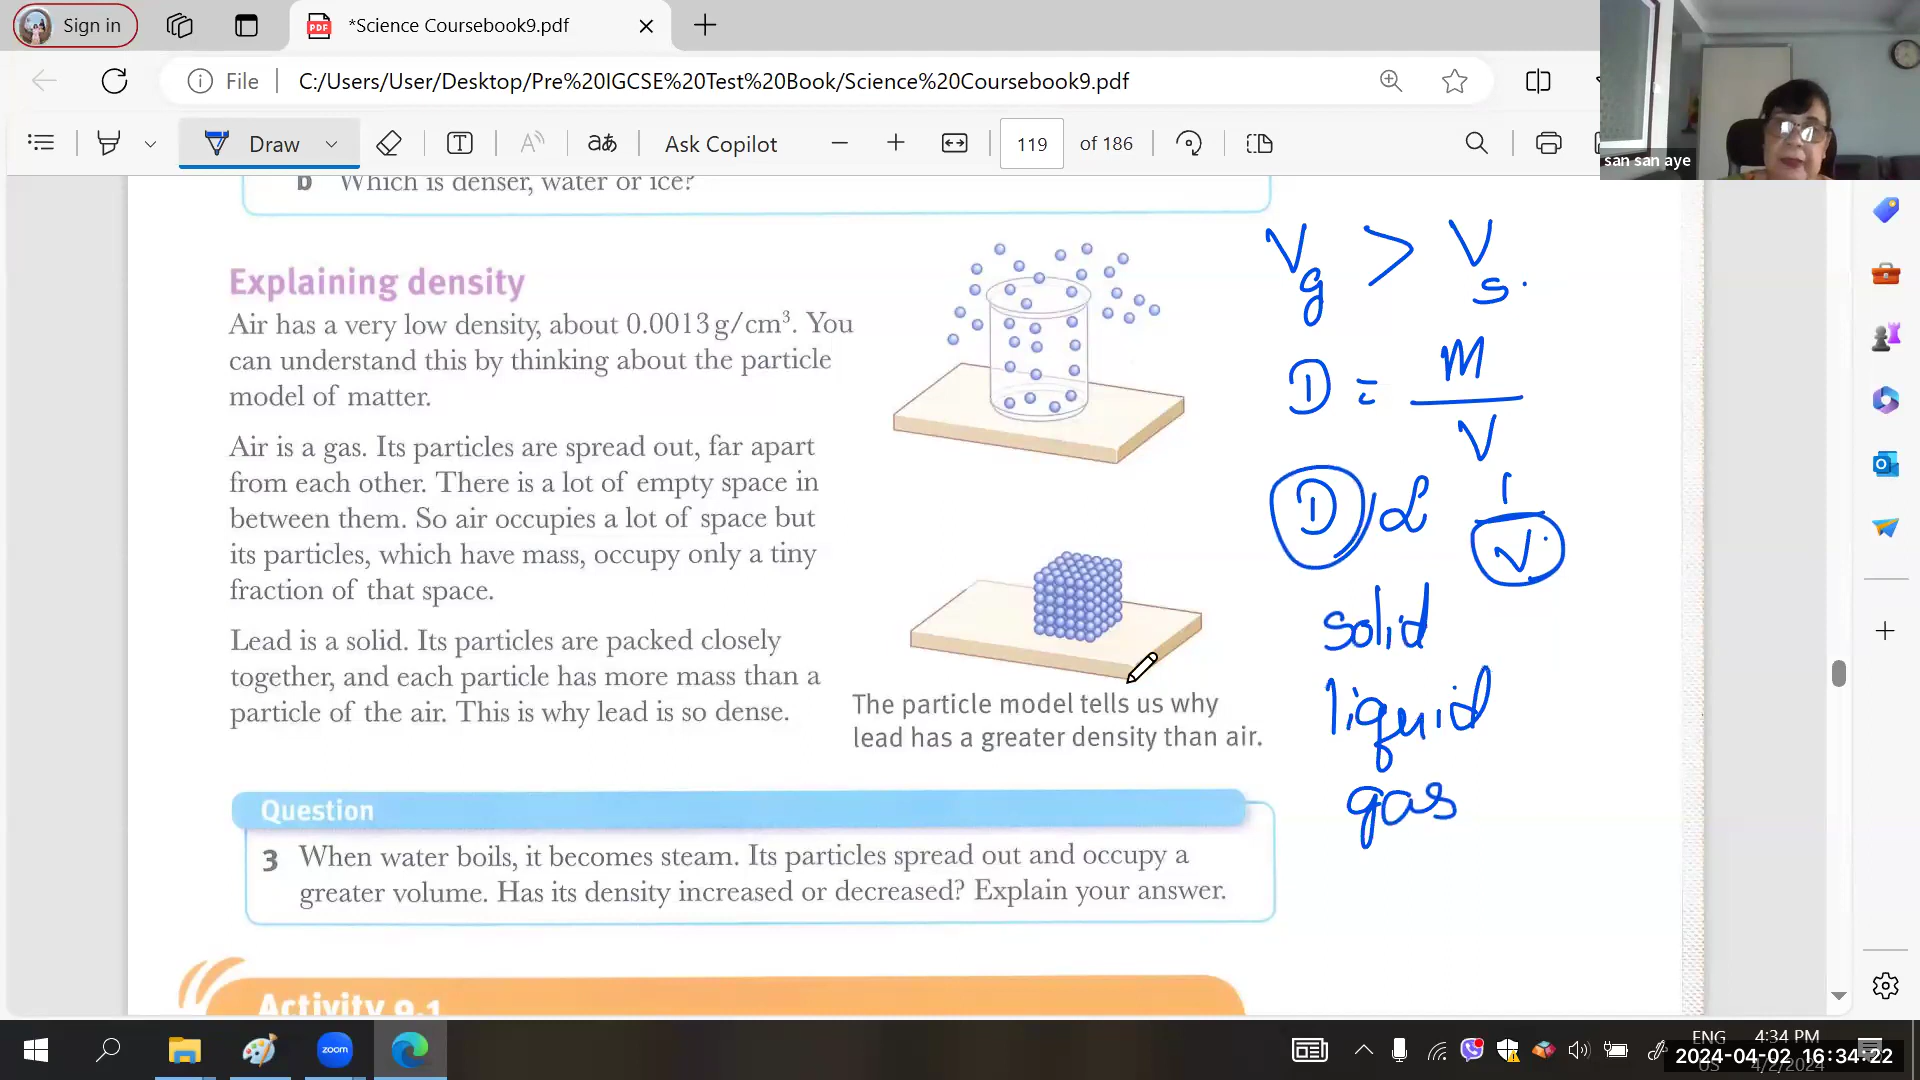 Sign in
*Science Coursebook9.pdf
File
C:/Users/User/Desktop/Pre%20IGCSE%20Test%20Book/Science%20Coursebook9.pdf
Draw
Ask Copilot
119
of 186
san san aye
b Which is denser, water or ice?
Explaining density
Air has a very low density, about 0.0013 g/cm³. You
can understand this by thinking about the particle
model of matter.
Air is a gas. Its particles are spread out, far apart
from each other. There is a lot of empty space in
between them. So air occupies a lot of space but
its particles, which have mass, occupy only a tiny
fraction of that space.
Lead is a solid. Its particles are packed closely
together, and each particle has more mass than a
particle of the air. This is why lead is so dense.
The particle model tells us why
lead has a greater density than air.
Vg > Vs.
D = M
V
D α 1
V
solid
liquid
gas
Question
3 When water boils, it becomes steam. Its particles spread out and occupy a
greater volume. Has its density increased or decreased? Explain your answer.
Activity 9.1
zoom
ENG
US
4:34 PM
4/2/2024
2024-04-02 16:34:22